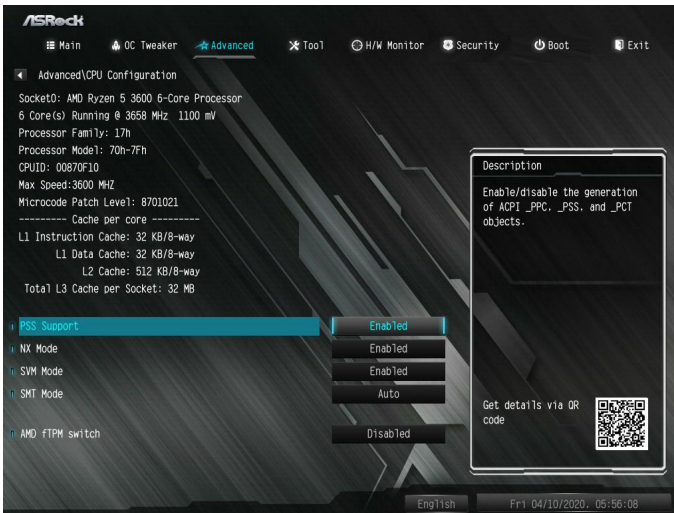 ASRock
Main OC Tweaker Advanced Tool H/W Monitor Security Boot Exit
Advanced\CPU Configuration
Socket0: AMD Ryzen 5 3600 6-Core Processor
6 Core(s) Running @ 3658 MHz 1100 mV
Processor Family: 17h
Processor Model: 70h-7Fh
CPUID: 00870F10
Max Speed:3600 MHZ
Microcode Patch Level: 8701021
--------- Cache per core ---------
L1 Instruction Cache: 32 KB/8-way
L1 Data Cache: 32 KB/8-way
L2 Cache: 512 KB/8-way
Total L3 Cache per Socket: 32 MB
PSS Support Enabled
NX Mode Enabled
SVM Mode Enabled
SMT Mode Auto
AMD fTPM switch Disabled
Description
Enable/disable the generation
of ACPI _PPC, _PSS, and _PCT
objects.
Get details via QR
code
English Fri 04/10/2020, 05:56:08